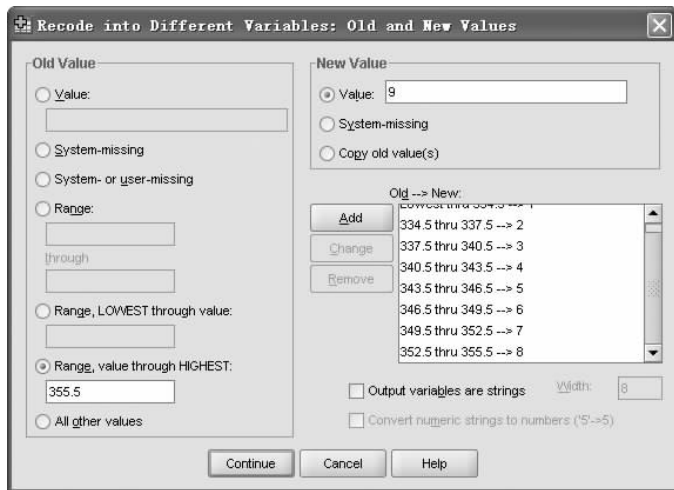 Recode into Different Variables: Old and New Values
Old Value
Value:
System-missing
System- or user-missing
Range:
through
Range, LOWEST through value:
Range, value through HIGHEST:
355.5
All other values
New Value
Value: 9
System-missing
Copy old value(s)
Old --> New:
Add
Change
Remove
Lowest thru 334.5 --> 1
334.5 thru 337.5 --> 2
337.5 thru 340.5 --> 3
340.5 thru 343.5 --> 4
343.5 thru 346.5 --> 5
346.5 thru 349.5 --> 6
349.5 thru 352.5 --> 7
352.5 thru 355.5 --> 8
Output variables are strings Width: 8
Convert numeric strings to numbers ('5'->5)
Continue Cancel Help